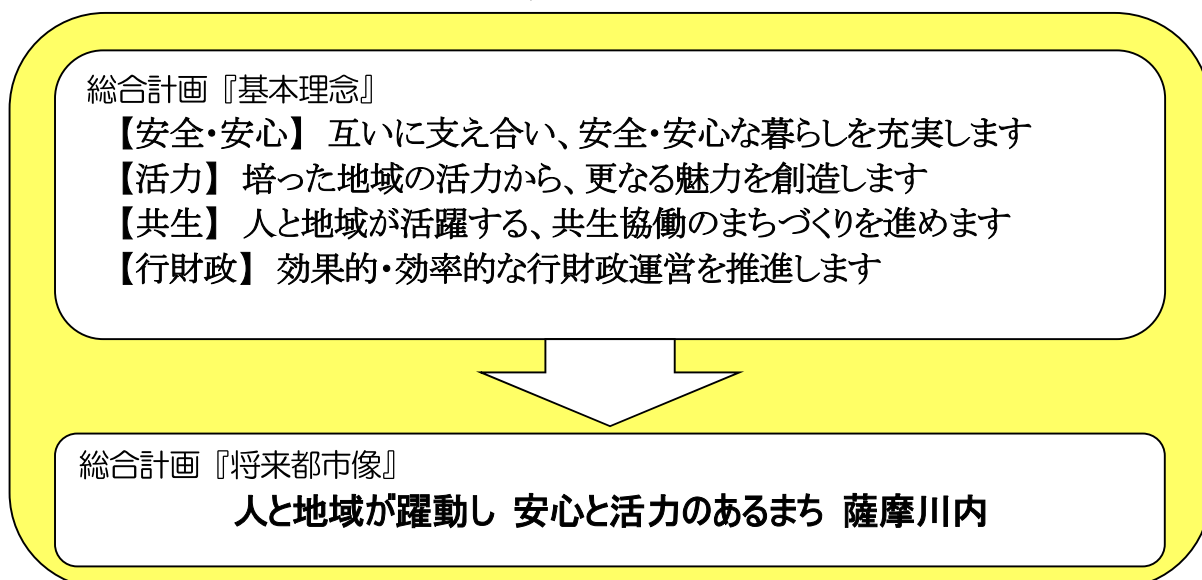 総合計画『基本理念』
【安全・安心】 互いに支え合い、安全・安心な暮らしを充実します
【活力】 培った地域の活力から、更なる魅力を創造します
【共生】 人と地域が活躍する、共生協働のまちづくりを進めます
【行財政】 効果的・効率的な行財政運営を推進します
総合計画『将来都市像』
人と地域が躍動し 安心と活力のあるまち 薩摩川内